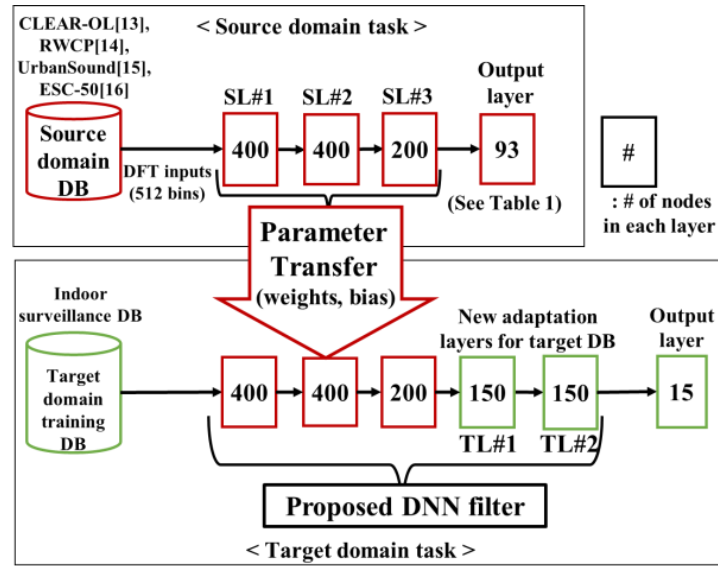 CLEAR-OL[13],
RWCP[14],
UrbanSound[15],
ESC-50[16]
< Source domain task >
SL#1
SL#2
SL#3
Output
layer
Source
domain
DB
DFT inputs
(512 bins)
400
400
200
93
(See Table 1)
#
: # of nodes
in each layer
Parameter
Transfer
(weights, bias)
Indoor
surveillance DB
Target
domain
training
DB
New adaptation
layers for target DB
Output
layer
400
400
200
150
150
15
TL#1
TL#2
Proposed DNN filter
< Target domain task >